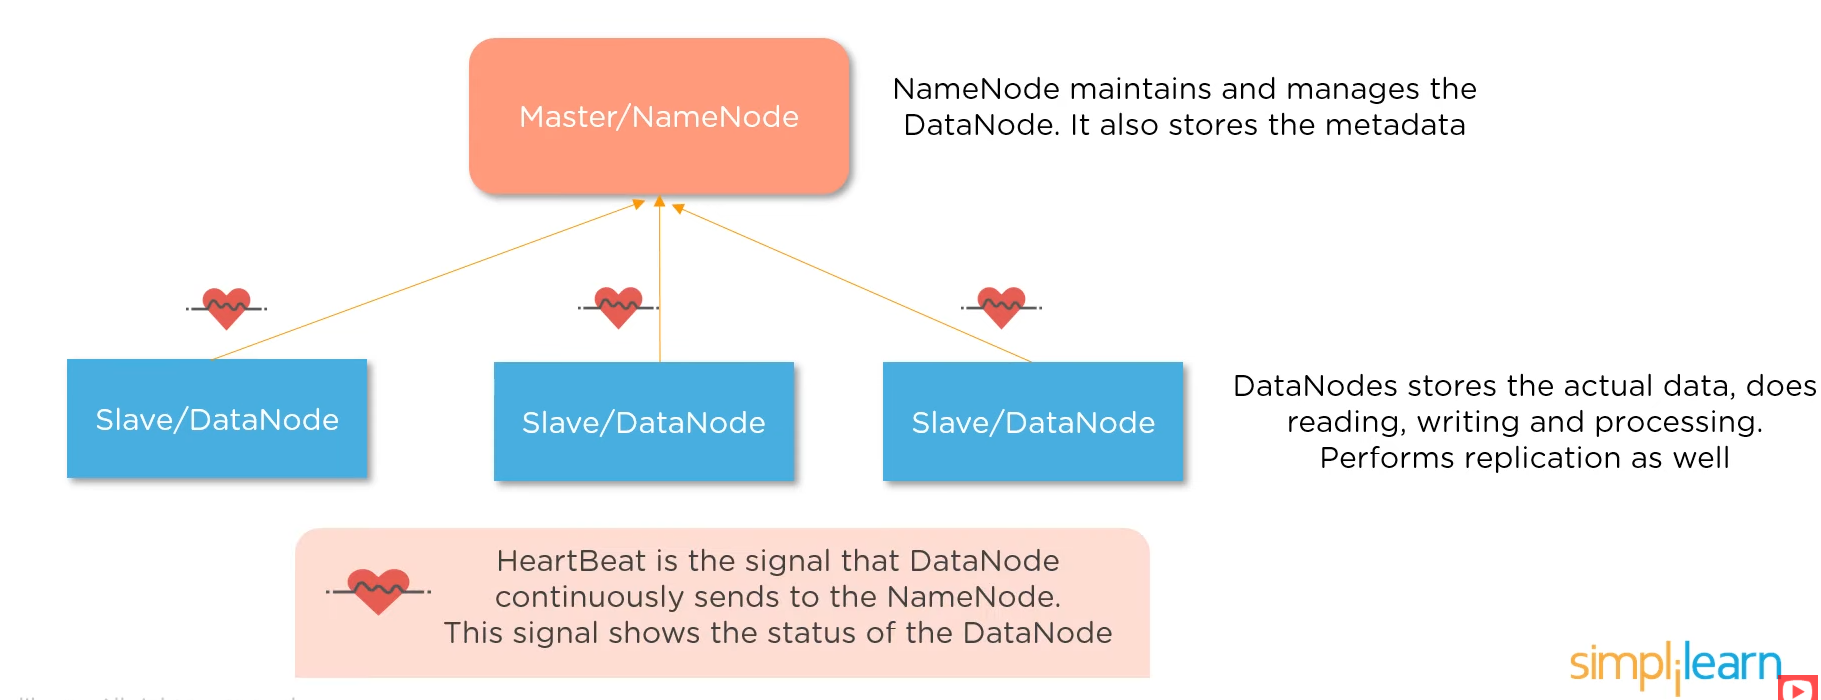 Master/NameNode
NameNode maintains and manages the
DataNode. It also stores the metadata
Slave/DataNode
Slave/DataNode
Slave/DataNode
DataNodes stores the actual data, does
reading, writing and processing.
Performs replication as well
HeartBeat is the signal that DataNode
continuously sends to the NameNode.
This signal shows the status of the DataNode
simplilearn